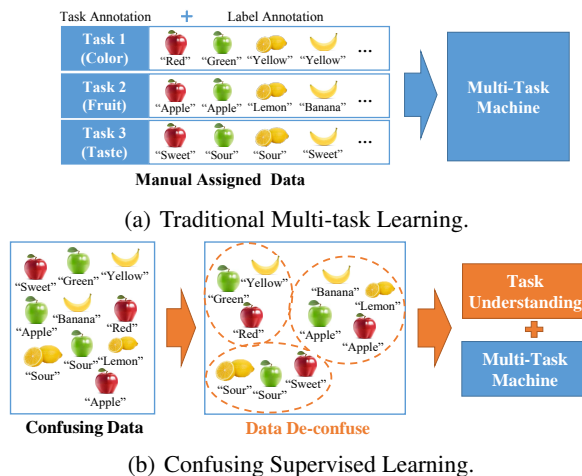 Task Annotation + Label Annotation
Task 1
(Color)
“Red” “Green” “Yellow” “Yellow” ...
Task 2
(Fruit)
“Apple” “Apple” “Lemon” “Banana” ...
Task 3
(Taste)
“Sweet” “Sour” “Sour” “Sweet” ...
Manual Assigned Data
Multi-Task
Machine
(a) Traditional Multi-task Learning.
“Sweet” “Green” “Yellow”
“Apple” “Banana” “Red”
“Sour” “Sour” “Lemon”
“Apple”
Confusing Data
“Green” “Yellow”
“Red”
“Banana” “Lemon”
“Apple” “Apple”
“Sour” “Sour” “Sweet”
Data De-confuse
Task
Understanding
+
Multi-Task
Machine
(b) Confusing Supervised Learning.